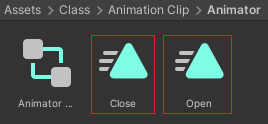 Assets > Class > Animation Clip > Animator
Animator ...
Close
Open